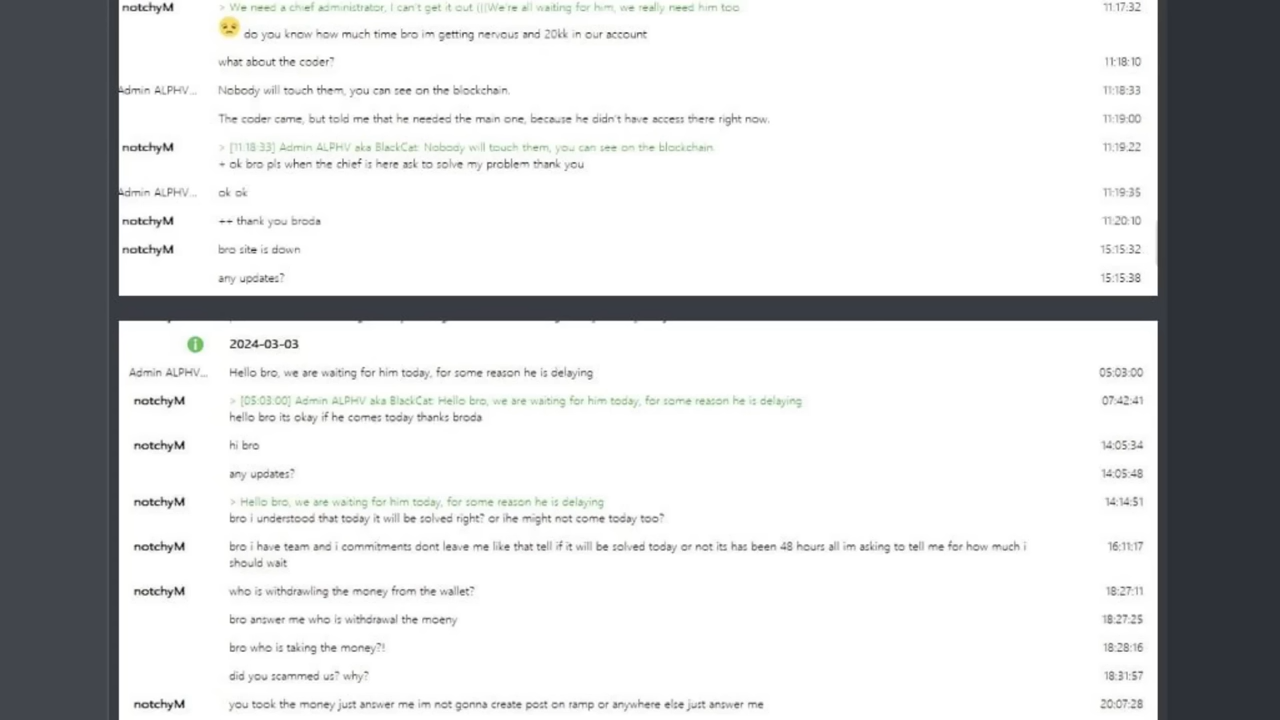 notchyM > We need a chief administrator, I can't get it out (((We're all waiting for him, we really need him too 11:17:32
do you know how much time bro im getting nervous and 20kk in our account
what about the coder? 11:18:10
Admin ALPHV... Nobody will touch them, you can see on the blockchain. 11:18:33
The coder came, but told me that he needed the main one, because he didn't have access there right now. 11:19:00
notchyM > [11:18:33] Admin ALPHV aka BlackCat: Nobody will touch them, you can see on the blockchain. 11:19:22
+ ok bro pls when the chief is here ask to solve my problem thank you
Admin ALPHV... ok ok 11:19:35
notchyM ++ thank you broda 11:20:10
notchyM bro site is down 15:15:32
any updates? 15:15:38
2024-03-03
Admin ALPHV... Hello bro, we are waiting for him today, for some reason he is delaying 05:03:00
notchyM > [05:03:00] Admin ALPHV aka BlackCat: Hello bro, we are waiting for him today, for some reason he is delaying 07:42:41
hello bro its okay if he comes today thanks broda
notchyM hi bro 14:05:34
any updates? 14:05:48
notchyM > Hello bro, we are waiting for him today, for some reason he is delaying 14:14:51
bro i understood that today it will be solved right? or ihe might not come today too?
notchyM bro i have team and i commitments dont leave me like that tell if it will be solved today or not its has been 48 hours all im asking to tell me for how much i 16:11:17
should wait
notchyM who is withdrawling the money from the wallet? 18:27:11
bro answer me who is withdrawal the moeny 18:27:25
bro who is taking the money?! 18:28:16
did you scammed us? why? 18:31:57
notchyM you took the money just answer me im not gonna create post on ramp or anywhere else just answer me 20:07:28